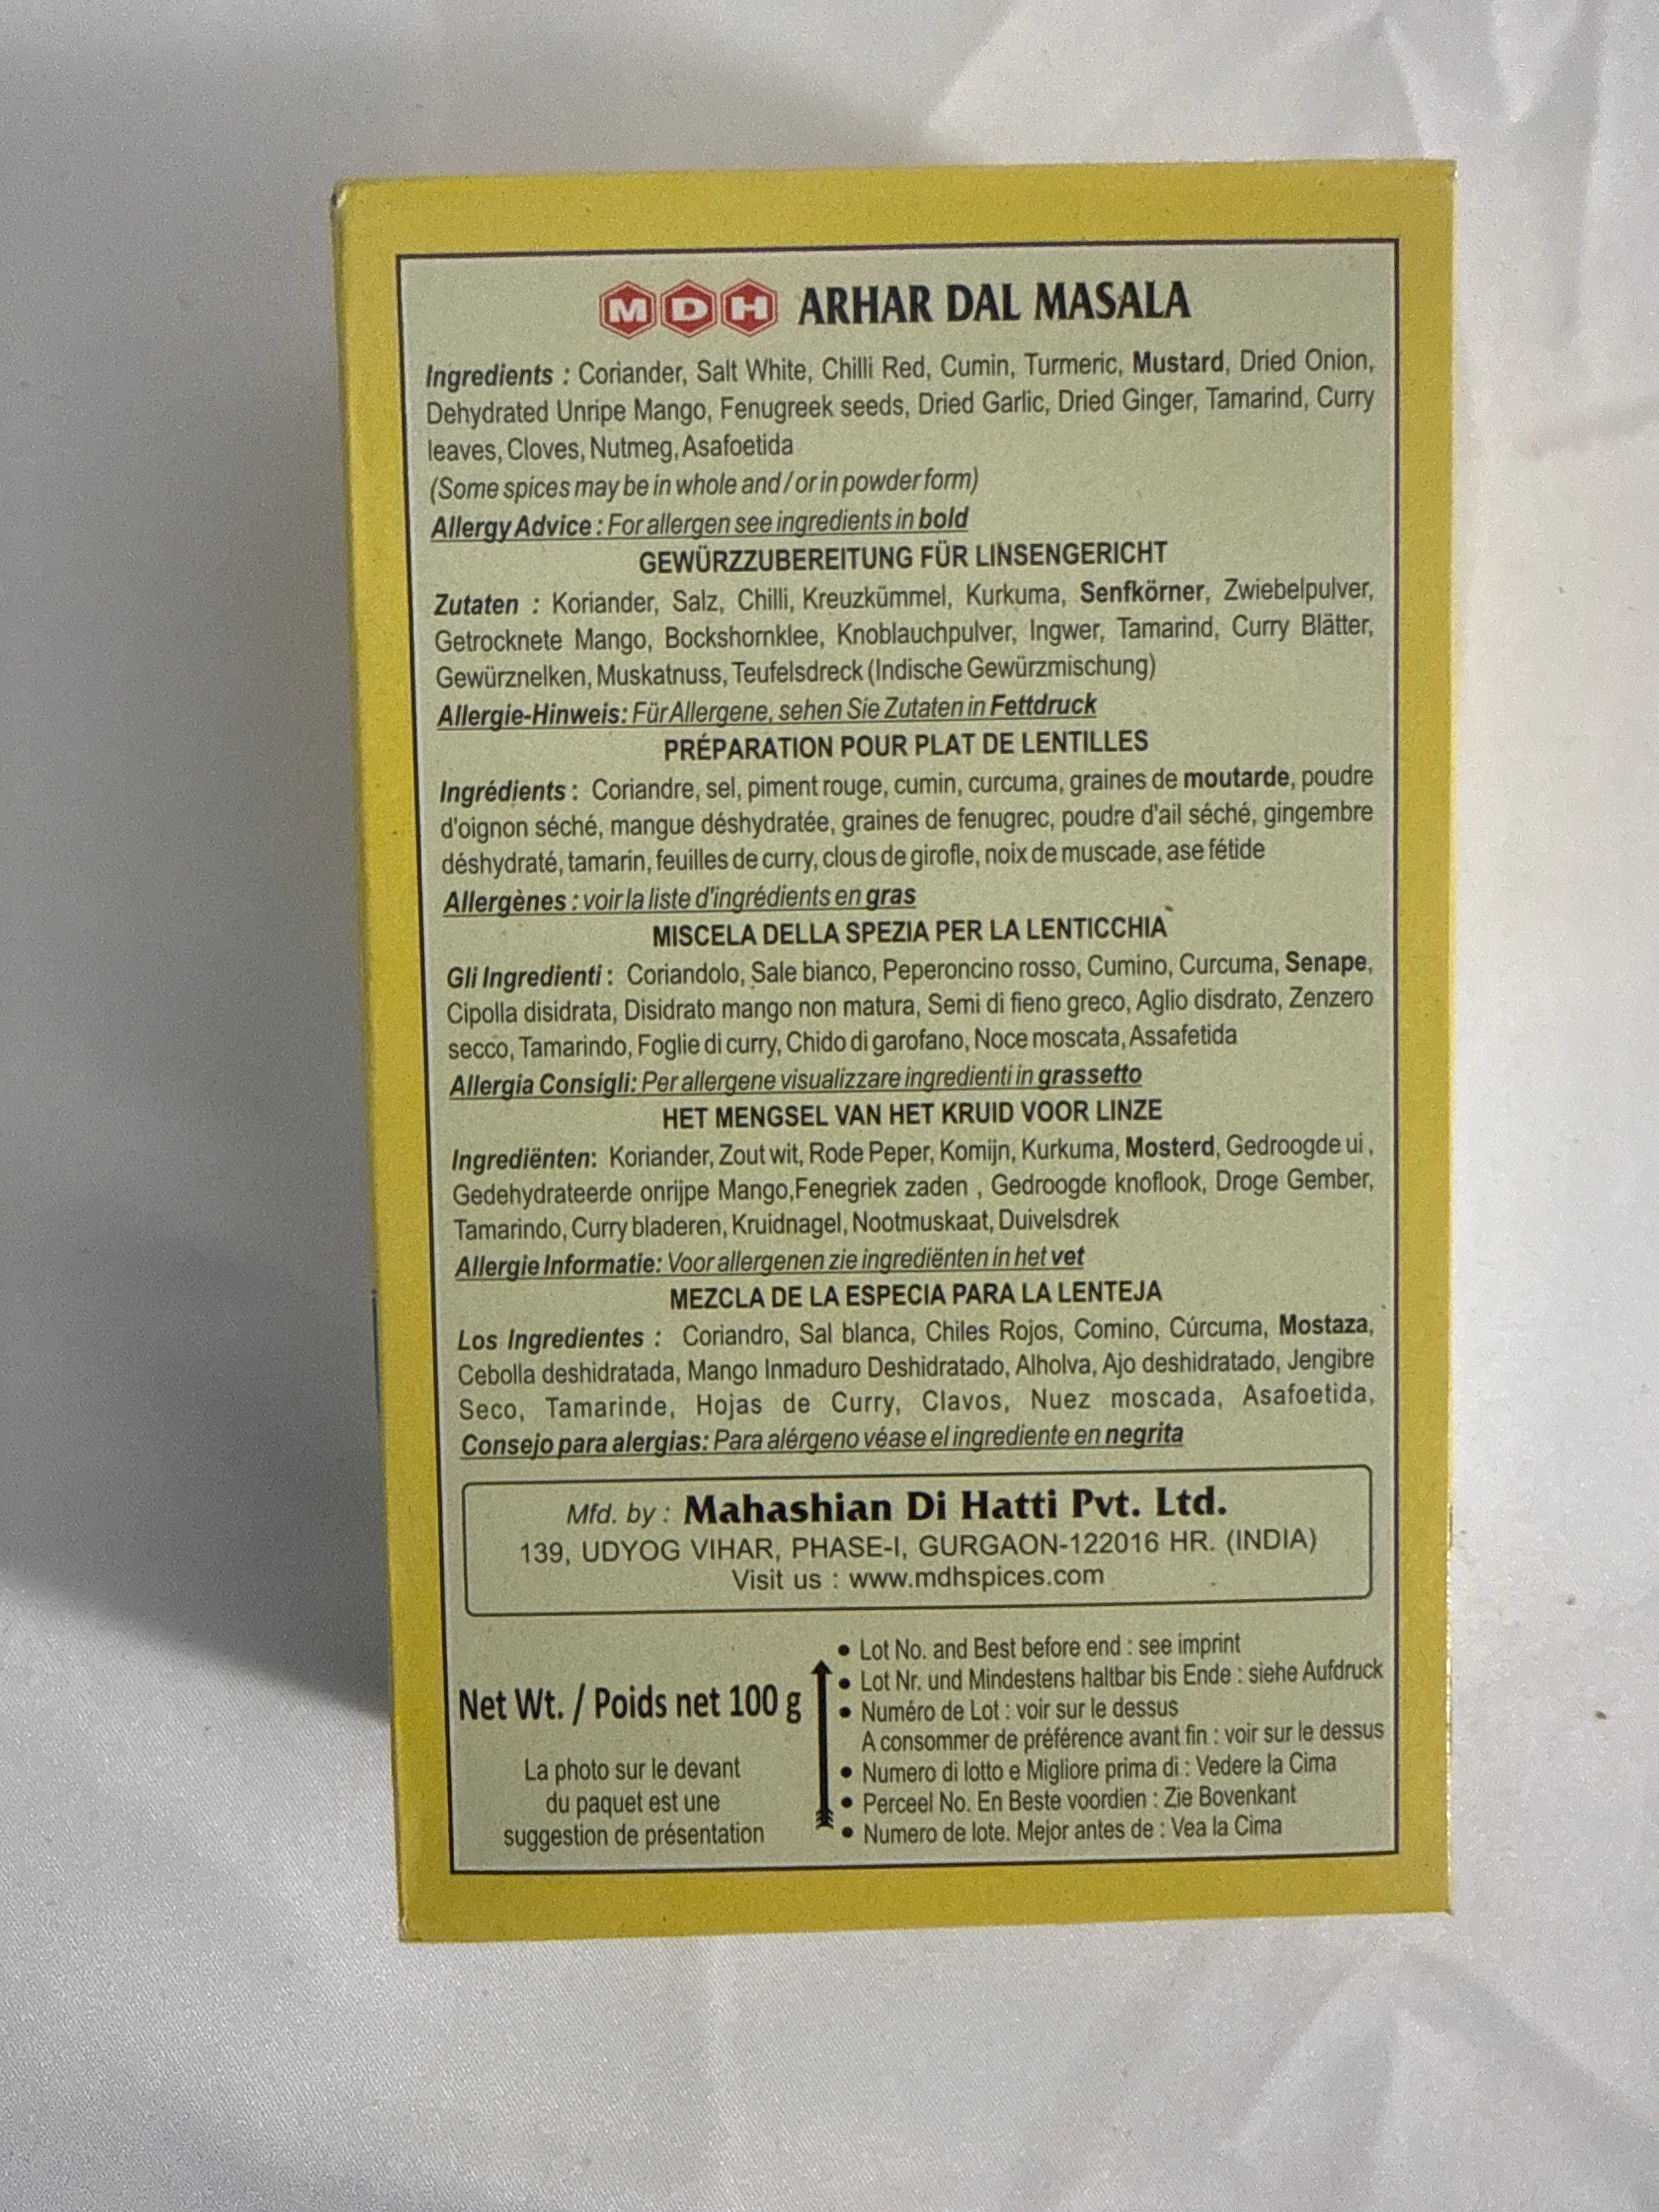 MDH ARHAR DAL MASALA
Ingredients : Coriander, Salt White, Chilli Red, Cumin, Turmeric, Mustard, Dried Onion,
Dehydrated Unripe Mango, Fenugreek seeds, Dried Garlic, Dried Ginger, Tamarind, Curry
leaves, Cloves, Nutmeg, Asafoetida
(Some spices may be in whole and / or in powder form)
Allergy Advice : For allergen see ingredients in bold
GEWÜRZZUBEREITUNG FÜR LINSENGERICHT
Zutaten : Koriander, Salz, Chilli, Kreuzkümmel, Kurkuma, Senfkörner, Zwiebelpulver,
Getrocknete Mango, Bockshornklee, Knoblauchpulver, Ingwer, Tamarind, Curry Blätter,
Gewürznelken, Muskatnuss, Teufelsdreck (Indische Gewürzmischung)
Allergie-Hinweis: Für Allergene, sehen Sie Zutaten in Fettdruck
PRÉPARATION POUR PLAT DE LENTILLES
Ingrédients : Coriandre, sel, piment rouge, cumin, curcuma, graines de moutarde, poudre
d'oignon séché, mangue déshydratée, graines de fenugrec, poudre d'ail séché, gingembre
déshydraté, tamarin, feuilles de curry, clous de girofle, noix de muscade, ase fétide
Allergènes : voir la liste d'ingrédients en gras
MISCELA DELLA SPEZIA PER LA LENTICCHIA
Gli Ingredienti : Coriandolo, Sale bianco, Peperoncino rosso, Cumino, Curcuma, Senape,
Cipolla disidrata, Disidrato mango non matura, Semi di fieno greco, Aglio disdrato, Zenzero
secco, Tamarindo, Foglie di curry, Chido di garofano, Noce moscata, Assafetida
Allergia Consigli: Per allergene visualizzare ingredienti in grassetto
HET MENGSEL VAN HET KRUID VOOR LINZE
Ingrediënten: Koriander, Zout wit, Rode Peper, Komijn, Kurkuma, Mosterd, Gedroogde ui ,
Gedehydrateerde onrijpe Mango,Fenegriek zaden , Gedroogde knoflook, Droge Gember,
Tamarindo, Curry bladeren, Kruidnagel, Nootmuskaat, Duivelsdrek
Allergie Informatie: Voor allergenen zie ingrediënten in het vet
MEZCLA DE LA ESPECIA PARA LA LENTEJA
Los Ingredientes : Coriandro, Sal blanca, Chiles Rojos, Comino, Cúrcuma, Mostaza,
Cebolla deshidratada, Mango Inmaduro Deshidratado, Alholva, Ajo deshidratado, Jengibre
Seco, Tamarinde, Hojas de Curry, Clavos, Nuez moscada, Asafoetida,
Consejo para alergias: Para alérgeno véase el ingrediente en negrita
Mfd. by : Mahashian Di Hatti Pvt. Ltd.
139, UDYOG VIHAR, PHASE-I, GURGAON-122016 HR. (INDIA)
Visit us : www.mdhspices.com
Net Wt. / Poids net 100 g
La photo sur le devant
du paquet est une
suggestion de présentation
• Lot No. and Best before end : see imprint
• Lot Nr. und Mindestens haltbar bis Ende : siehe Aufdruck
• Numéro de Lot : voir sur le dessus
A consommer de préférence avant fin : voir sur le dessus
• Numero di lotto e Migliore prima di : Vedere la Cima
• Perceel No. En Beste voordien : Zie Bovenkant
• Numero de lote. Mejor antes de : Vea la Cima